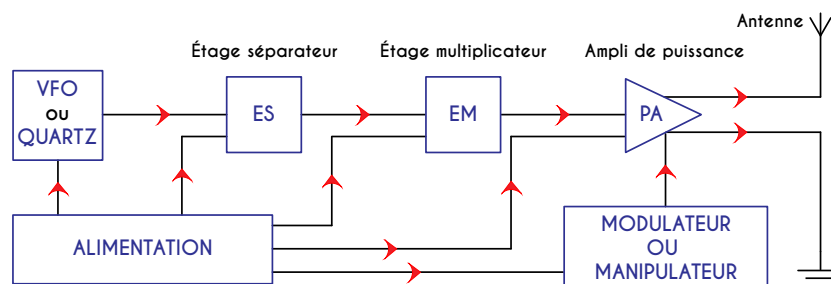 Antenne
Étage séparateur
Étage multiplicateur
Ampli de puissance
VFO
ou
QUARTZ
ES
EM
PA
ALIMENTATION
MODULATEUR
OU
MANIPULATEUR